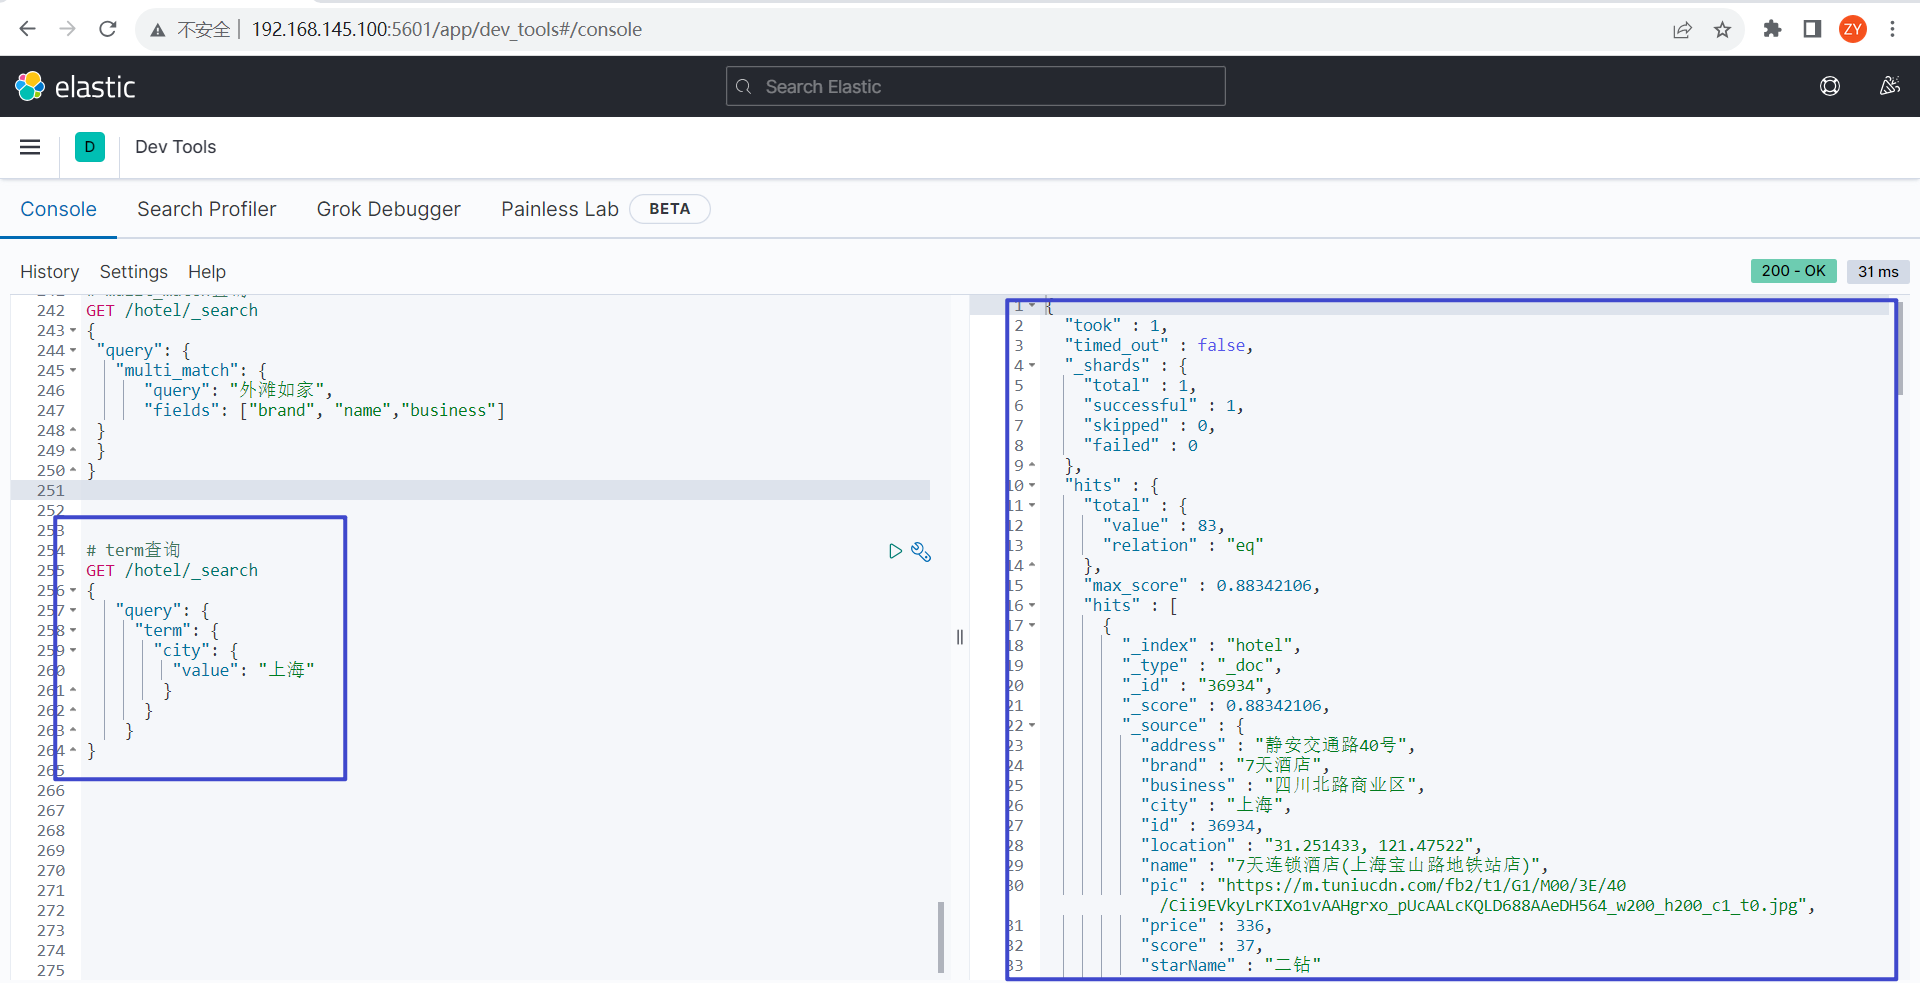 不安全 192.168.145.100:5601/app/dev_tools#/console
ZY
elastic
Search Elastic
D Dev Tools
Console Search Profiler Grok Debugger Painless Lab BETA
History Settings Help
200 - OK 31 ms
242 GET /hotel/_search
243 {
244 "query": {
245 "multi_match": {
246 "query": "外滩如家",
247 "fields": ["brand", "name","business"]
248 }
249 }
250 }
251
252
253
254 # term查询
255 GET /hotel/_search
256 {
257 "query": {
258 "term": {
259 "city": {
260 "value": "上海"
261 }
262 }
263 }
264 }
265
266
267
268
269
270
271
272
273
274
275
1 {
2 "took" : 1,
3 "timed_out" : false,
4 "_shards" : {
5 "total" : 1,
6 "successful" : 1,
7 "skipped" : 0,
8 "failed" : 0
9 },
10 "hits" : {
11 "total" : {
12 "value" : 83,
13 "relation" : "eq"
14 },
15 "max_score" : 0.88342106,
16 "hits" : [
17 {
18 "_index" : "hotel",
19 "_type" : "_doc",
20 "_id" : "36934",
21 "_score" : 0.88342106,
22 "_source" : {
23 "address" : "静安交通路40号",
24 "brand" : "7天酒店",
25 "business" : "四川北路商业区",
26 "city" : "上海",
27 "id" : 36934,
28 "location" : "31.251433, 121.47522",
29 "name" : "7天连锁酒店(上海宝山路地铁站店)",
30 "pic" : "https://m.tuniucdn.com/fb2/t1/G1/M00/3E/40
/Cii9EVkyLrKIXo1vAAHgrxo_pUcAALcKQLD688AAeDH564_w200_h200_c1_t0.jpg",
31 "price" : 336,
32 "score" : 37,
33 "starName" : "二钻"